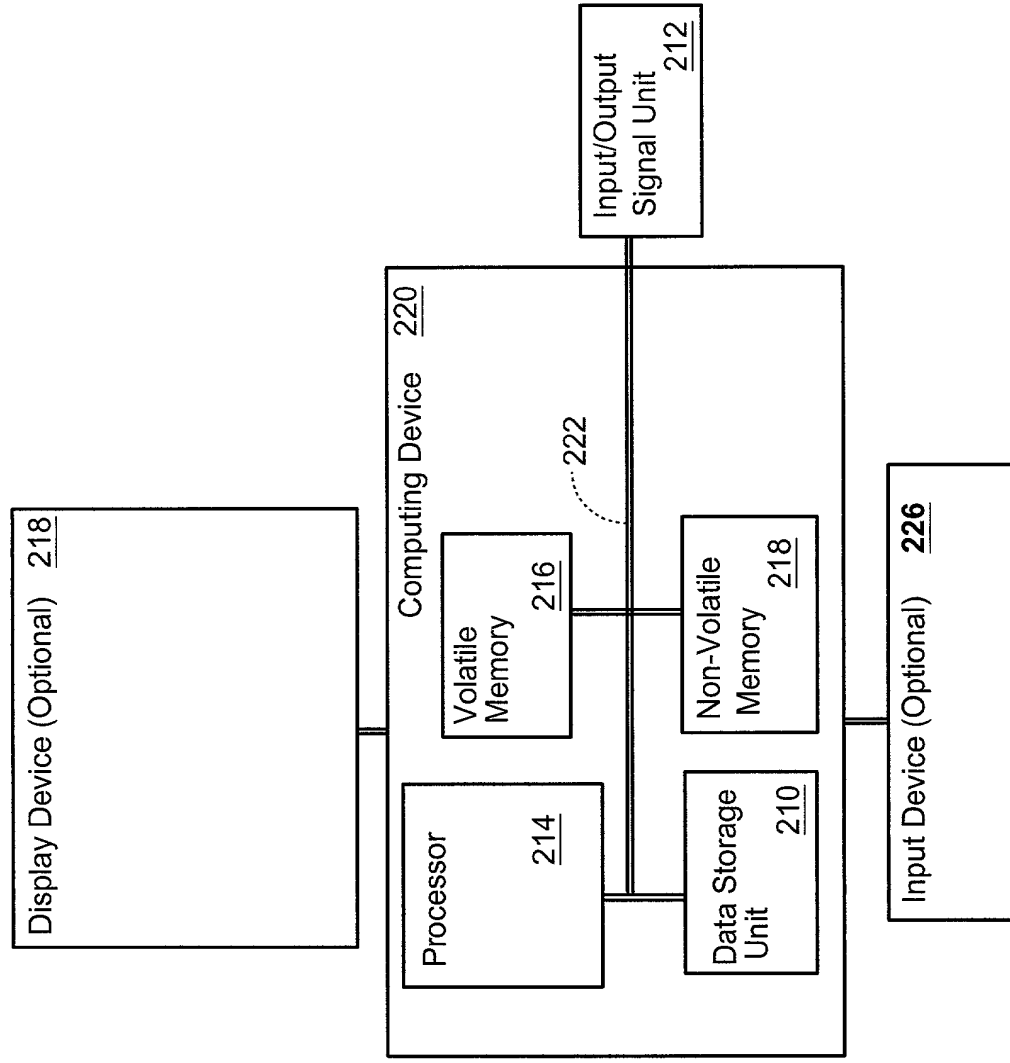 Display Device (Optional) 218
Computing Device 220
Processor
214
Volatile
Memory
216
222
Data Storage
Unit
210
Non-Volatile
Memory
218
Input/Output
Signal Unit
212
Input Device (Optional) 226